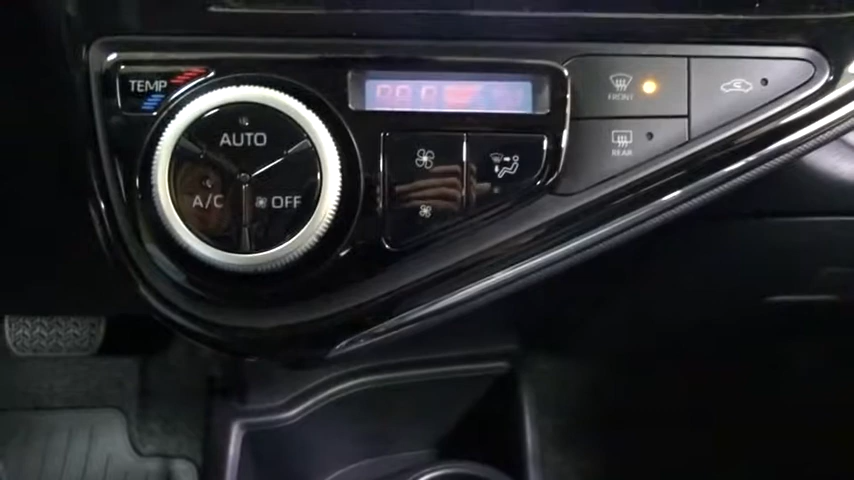 TEMP
AUTO
A/C
OFF
FRONT
REAR